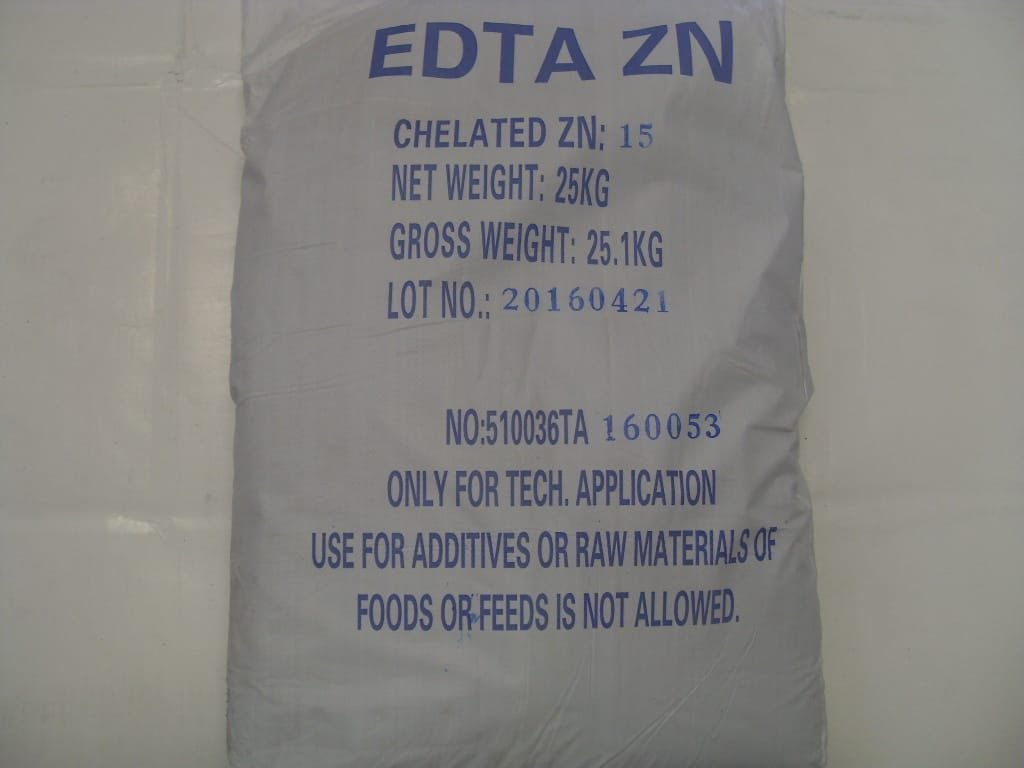 EDTA ZN
CHELATED ZN: 15
NET WEIGHT: 25KG
GROSS WEIGHT: 25.1KG
LOT NO.: 20160421
NO:510036TA 160053
ONLY FOR TECH. APPLICATION
USE FOR ADDITIVES OR RAW MATERIALS OF
FOODS OR FEEDS IS NOT ALLOWED.